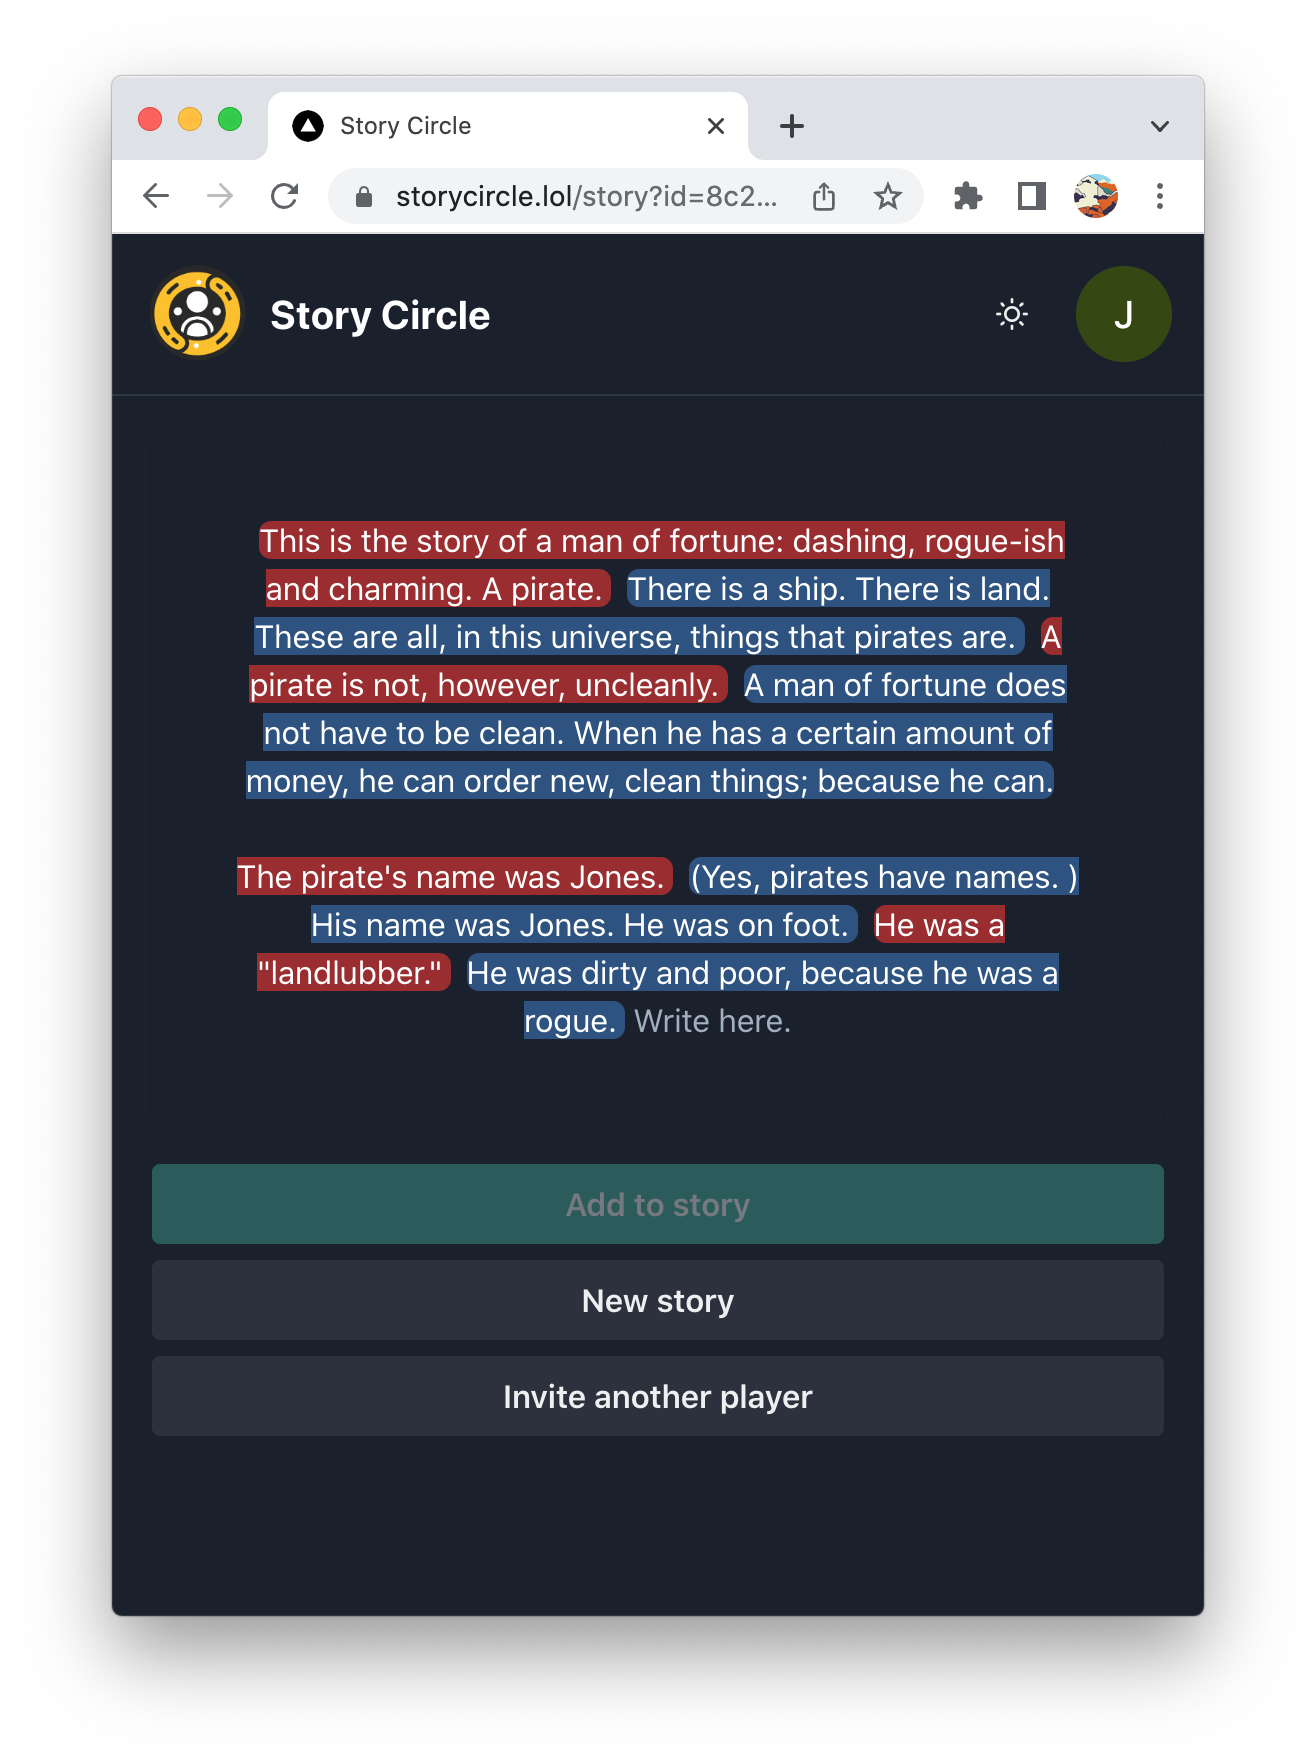 Story Circle
storycircle.lol/story?id=8c2...
Story Circle
J
This is the story of a man of fortune: dashing, rogue-ish
and charming. A pirate. There is a ship. There is land.
These are all, in this universe, things that pirates are. A
pirate is not, however, uncleanly. A man of fortune does
not have to be clean. When he has a certain amount of
money, he can order new, clean things; because he can.
The pirate's name was Jones. (Yes, pirates have names. )
His name was Jones. He was on foot. He was a
"landlubber." He was dirty and poor, because he was a
rogue. Write here.
Add to story
New story
Invite another player